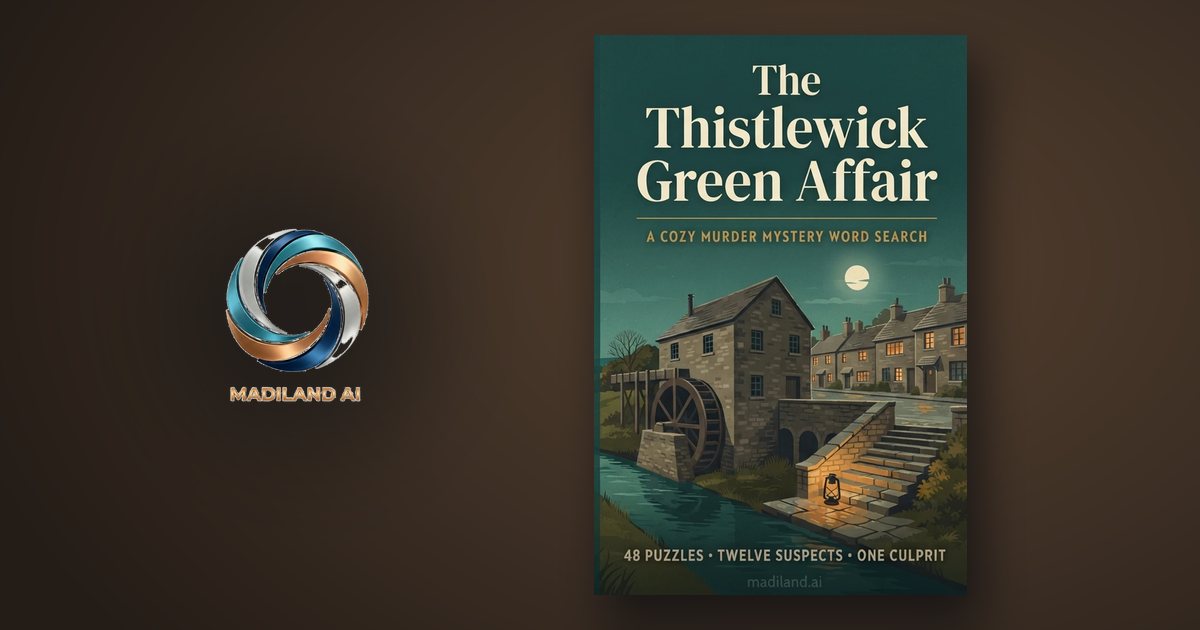 MADILAND AI
The
Thistlewick
Green Affair
A COZY MURDER MYSTERY WORD SEARCH
48 PUZZLES • TWELVE SUSPECTS • ONE CULPRIT
madiland.ai